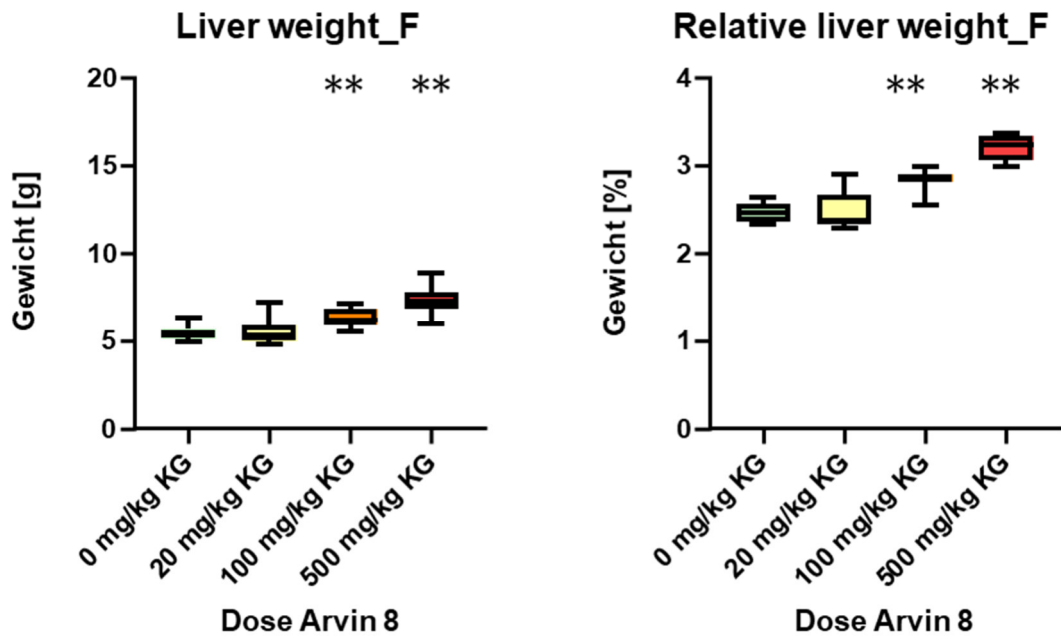 Liver weight_F
20
15
10
5
0
Gewicht [g]
** **
0 mg/kg KG
20 mg/kg KG
100 mg/kg KG
500 mg/kg KG
Dose Arvin 8
Relative liver weight_F
4
3
2
1
0
Gewicht [%]
** **
0 mg/kg KG
20 mg/kg KG
100 mg/kg KG
500 mg/kg KG
Dose Arvin 8